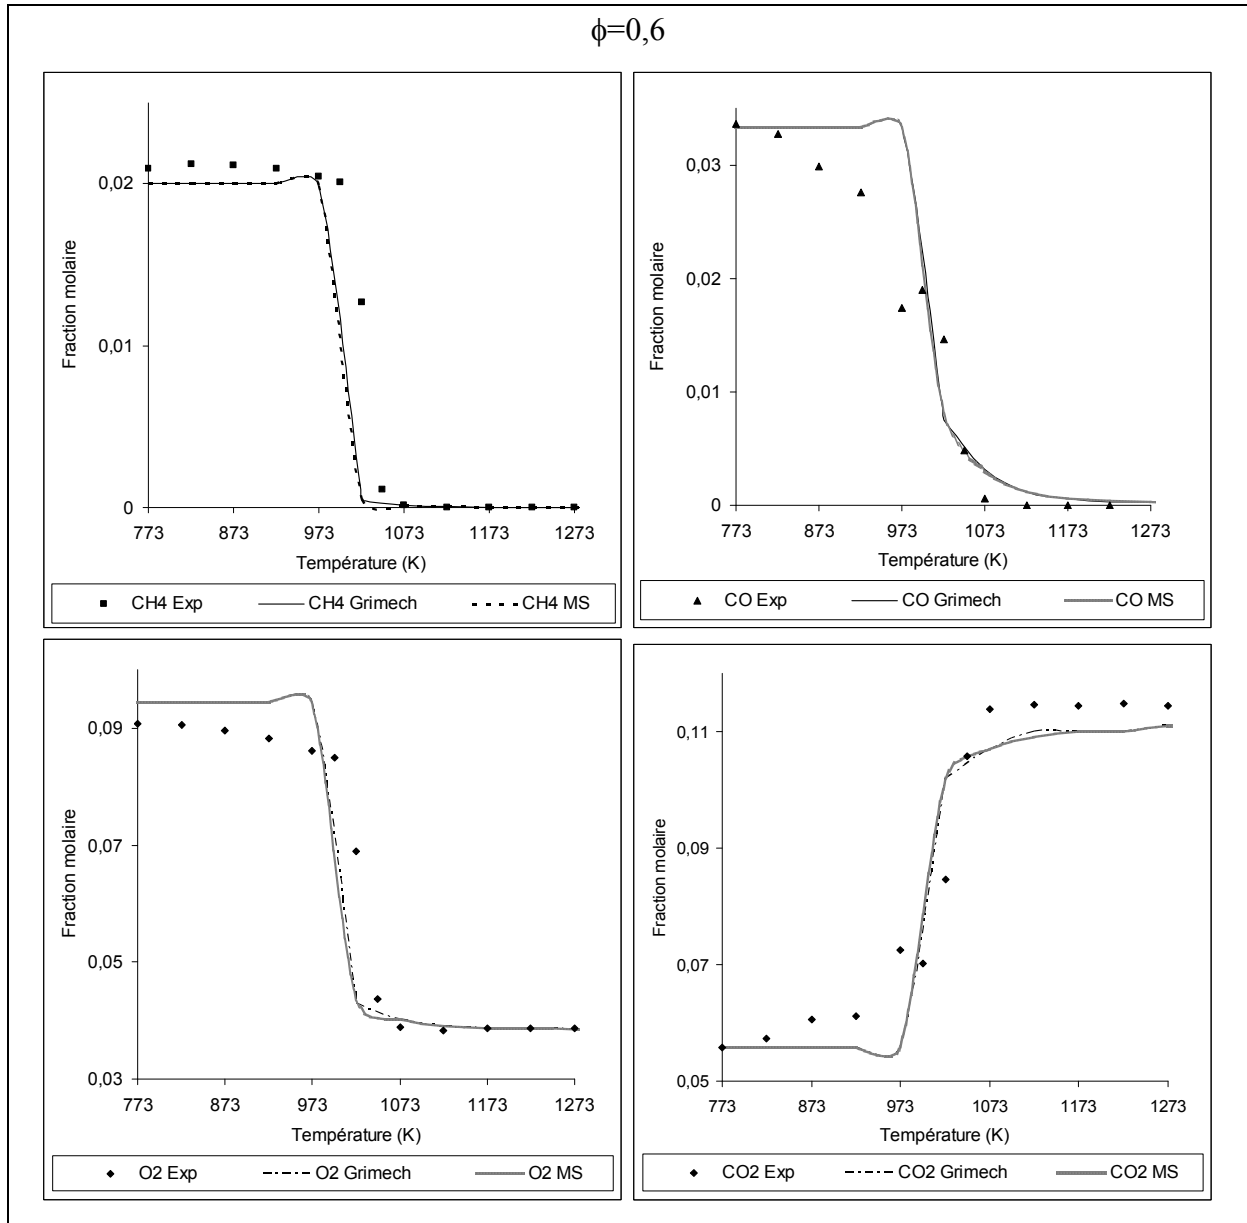 ϕ=0,6
Fraction molaire
0,02
0,01
0
773 873 973 1073 1173 1273
Température (K)
CH4 Exp CH4 Grimech CH4 MS
Fraction molaire
0,03
0,02
0,01
0
773 873 973 1073 1173 1273
Température (K)
CO Exp CO Grimech CO MS
Fraction molaire
0,09
0,07
0,05
0,03
773 873 973 1073 1173 1273
Température (K)
O2 Exp O2 Grimech O2 MS
Fraction molaire
0,11
0,09
0,07
0,05
773 873 973 1073 1173 1273
Température (K)
CO2 Exp CO2 Grimech CO2 MS